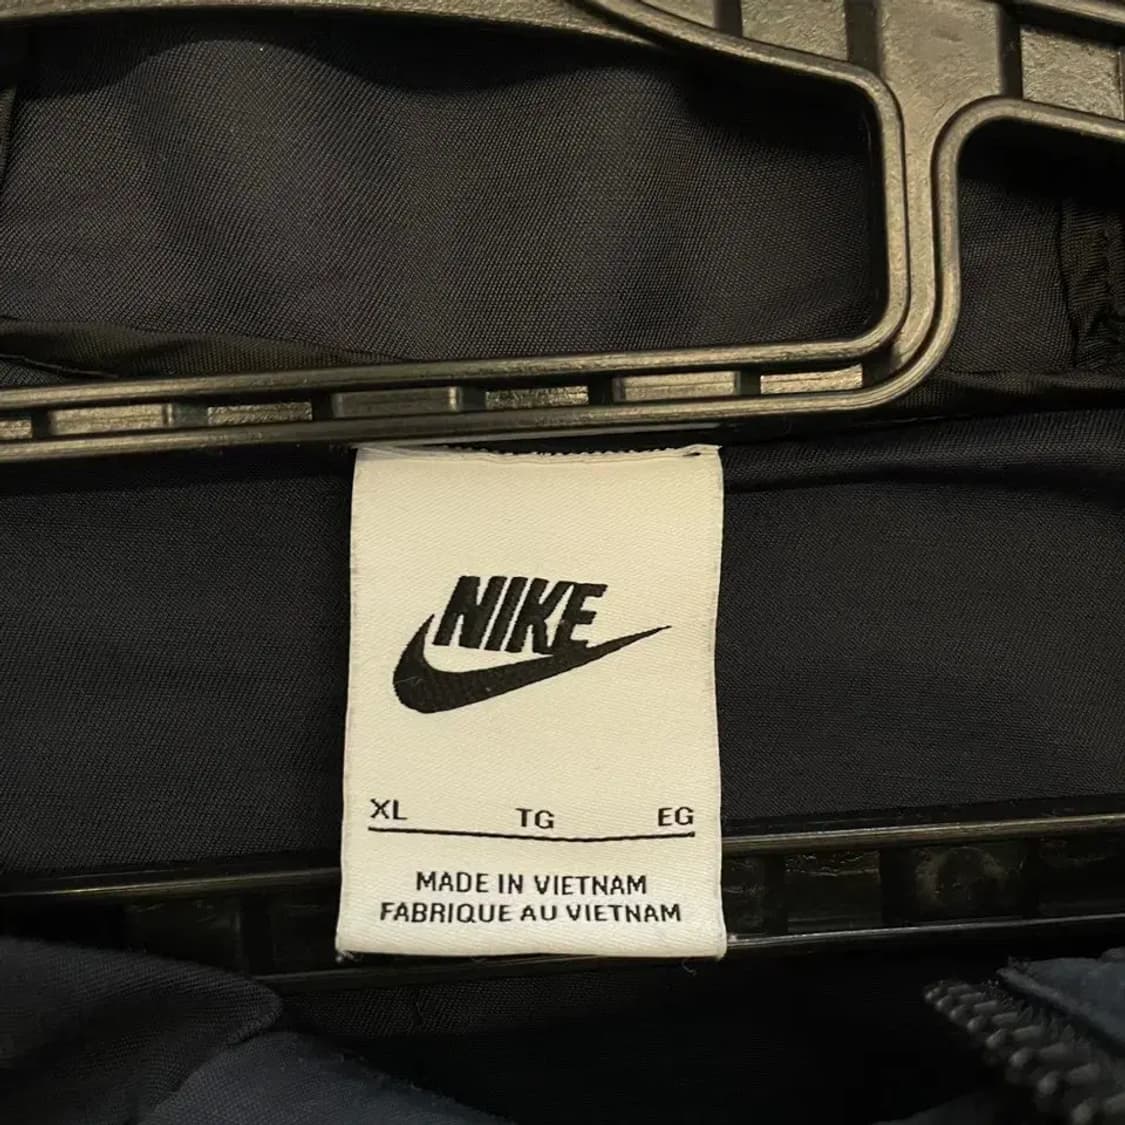 NIKE
XL TG EG
MADE IN VIETNAM
FABRIQUE AU VIETNAM